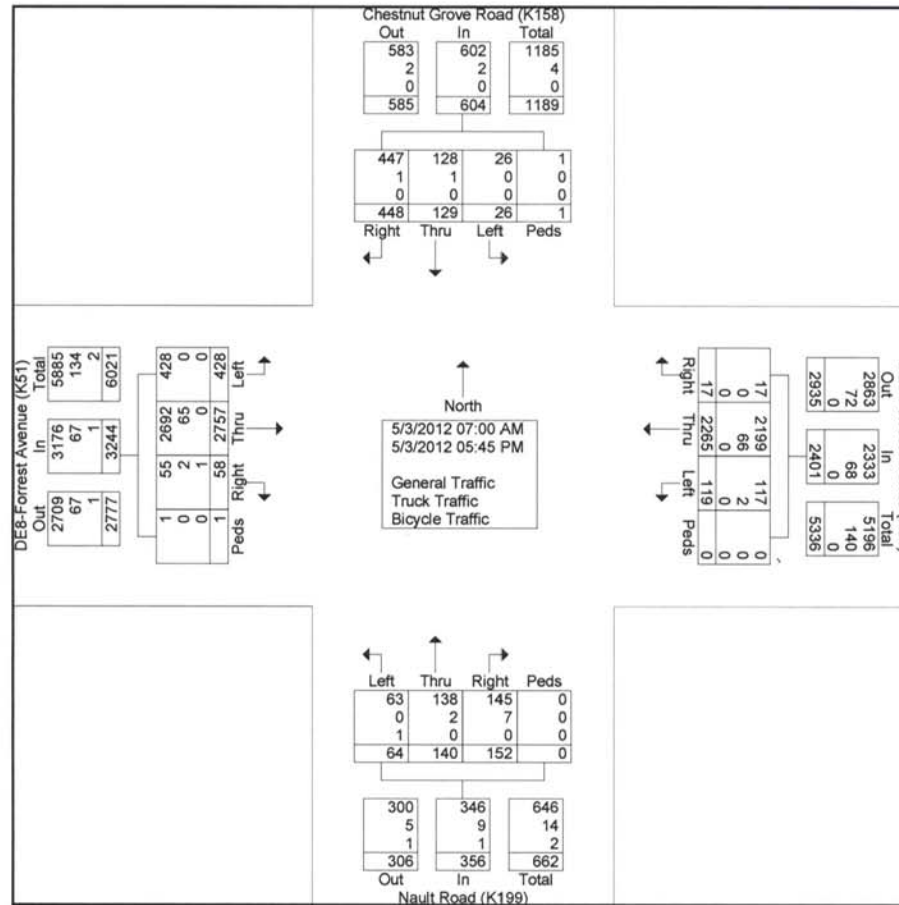 Chestnut Grove Road (K158)
Out In Total
583 602 1185
2 2 4
0 0 0
585 604 1189
447 128 26 1
1 1 0 0
0 0 0 0
448 129 26 1
Right Thru Left Peds
DE8-Forrest Avenue (K51)
Total In Out
5885 3176 2709
134 67 67
2 1 1
6021 3244 2777
Left Thru Right Peds
428 2692 55 1
0 65 2 0
0 0 1 0
428 2757 58 1
North
5/3/2012 07:00 AM
5/3/2012 05:45 PM
General Traffic
Truck Traffic
Bicycle Traffic
Right Thru Left Peds
17 2199 117 0
0 66 2 0
0 0 0 0
17 2265 119 0
Out In Total
2863 2333 5196
72 68 140
0 0 0
2935 2401 5336
Left Thru Right Peds
63 138 145 0
0 2 7 0
1 0 0 0
64 140 152 0
300 346 646
5 9 14
1 1 2
306 356 662
Out In Total
Nault Road (K199)